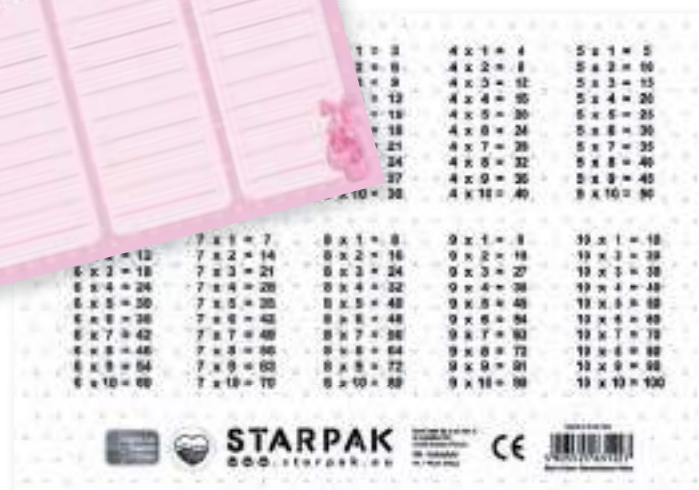 4 x 1 = 4
4 x 2 = 8
4 x 3 = 12
4 x 4 = 16
4 x 5 = 20
4 x 6 = 24
4 x 7 = 28
4 x 8 = 32
4 x 9 = 36
4 x 10 = 40
5 x 1 = 5
5 x 2 = 10
5 x 3 = 15
5 x 4 = 20
5 x 5 = 25
5 x 6 = 30
5 x 7 = 35
5 x 8 = 40
5 x 9 = 45
5 x 10 = 50
6 x 3 = 18
6 x 4 = 24
6 x 5 = 30
6 x 6 = 36
6 x 7 = 42
6 x 8 = 48
6 x 9 = 54
6 x 10 = 60
7 x 1 = 7
7 x 2 = 14
7 x 3 = 21
7 x 4 = 28
7 x 5 = 35
7 x 6 = 42
7 x 7 = 49
7 x 8 = 56
7 x 9 = 63
7 x 10 = 70
8 x 1 = 8
8 x 2 = 16
8 x 3 = 24
8 x 4 = 32
8 x 5 = 40
8 x 6 = 48
8 x 7 = 56
8 x 8 = 64
8 x 9 = 72
8 x 10 = 80
9 x 1 = 9
9 x 2 = 18
9 x 3 = 27
9 x 4 = 36
9 x 5 = 45
9 x 6 = 54
9 x 7 = 63
9 x 8 = 72
9 x 9 = 81
9 x 10 = 90
10 x 1 = 10
10 x 2 = 20
10 x 3 = 30
10 x 4 = 40
10 x 5 = 50
10 x 6 = 60
10 x 7 = 70
10 x 8 = 80
10 x 9 = 90
10 x 10 = 100
STARPAK
www.starpak.eu
CE